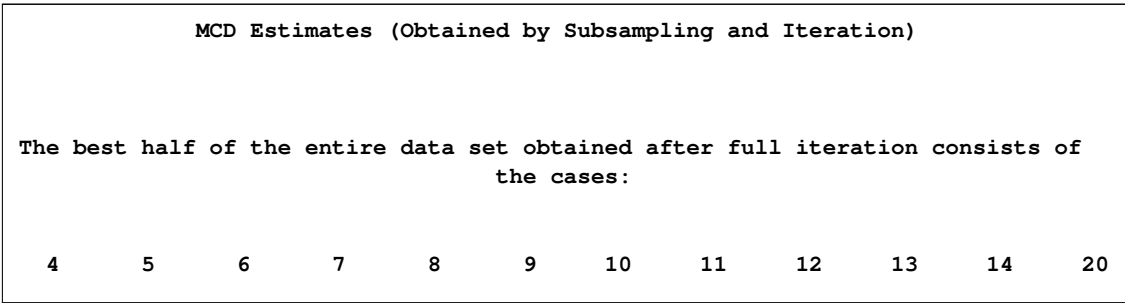 MCD Estimates (Obtained by Subsampling and Iteration)
The best half of the entire data set obtained after full iteration consists of
the cases:
4 5 6 7 8 9 10 11 12 13 14 20